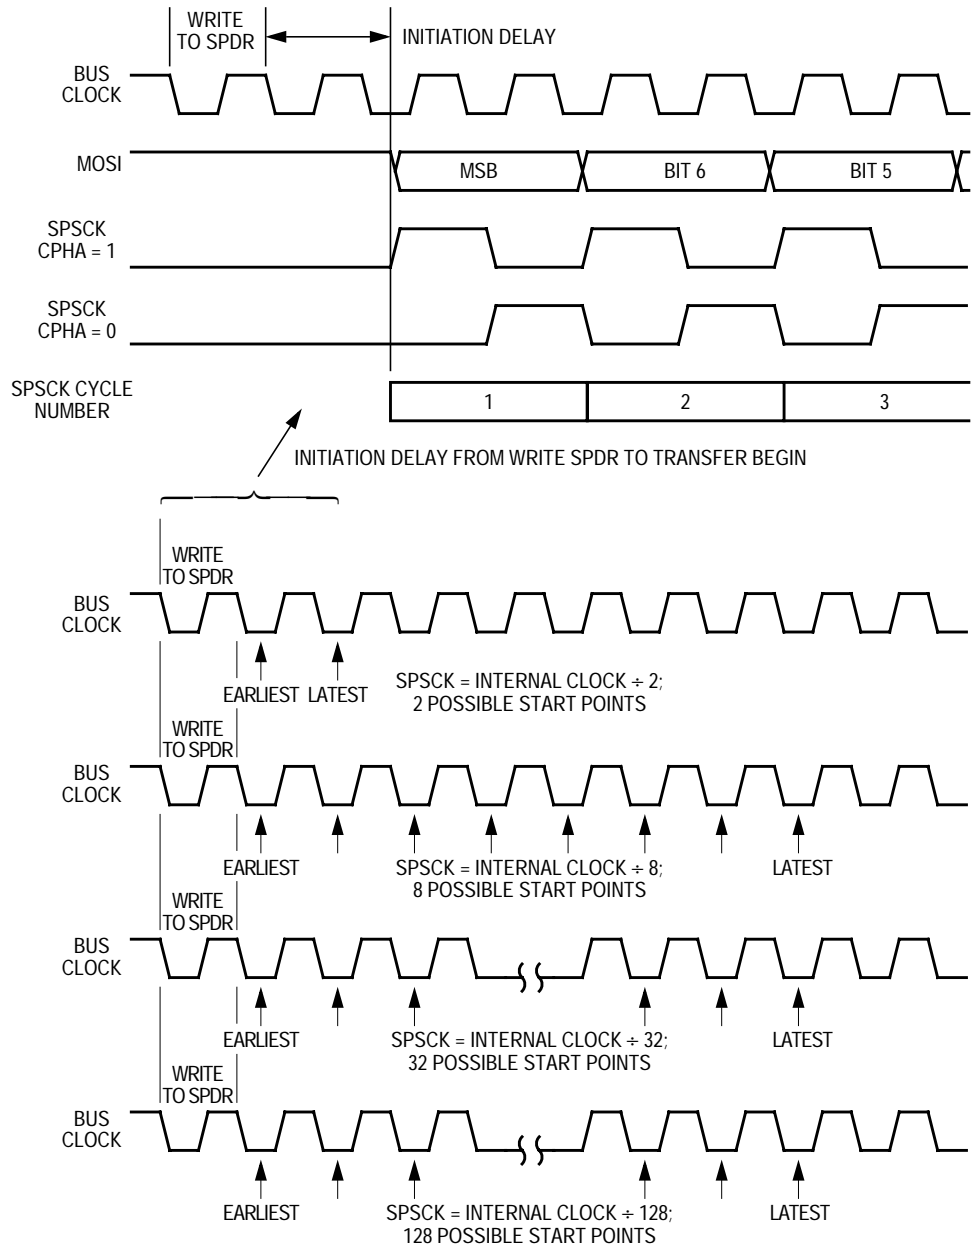 WRITE
TO SPDR
INITIATION DELAY
BUS
CLOCK
MOSI
MSB
BIT 6
BIT 5
SPSCK
CPHA = 1
SPSCK
CPHA = 0
SPSCK CYCLE
NUMBER
1
2
3
INITIATION DELAY FROM WRITE SPDR TO TRANSFER BEGIN
WRITE
TO SPDR
BUS
CLOCK
EARLIEST
LATEST
SPSCK = INTERNAL CLOCK ÷ 2;
2 POSSIBLE START POINTS
WRITE
TO SPDR
BUS
CLOCK
EARLIEST
SPSCK = INTERNAL CLOCK ÷ 8;
8 POSSIBLE START POINTS
LATEST
WRITE
TO SPDR
BUS
CLOCK
EARLIEST
SPSCK = INTERNAL CLOCK ÷ 32;
32 POSSIBLE START POINTS
LATEST
WRITE
TO SPDR
BUS
CLOCK
EARLIEST
SPSCK = INTERNAL CLOCK ÷ 128;
128 POSSIBLE START POINTS
LATEST